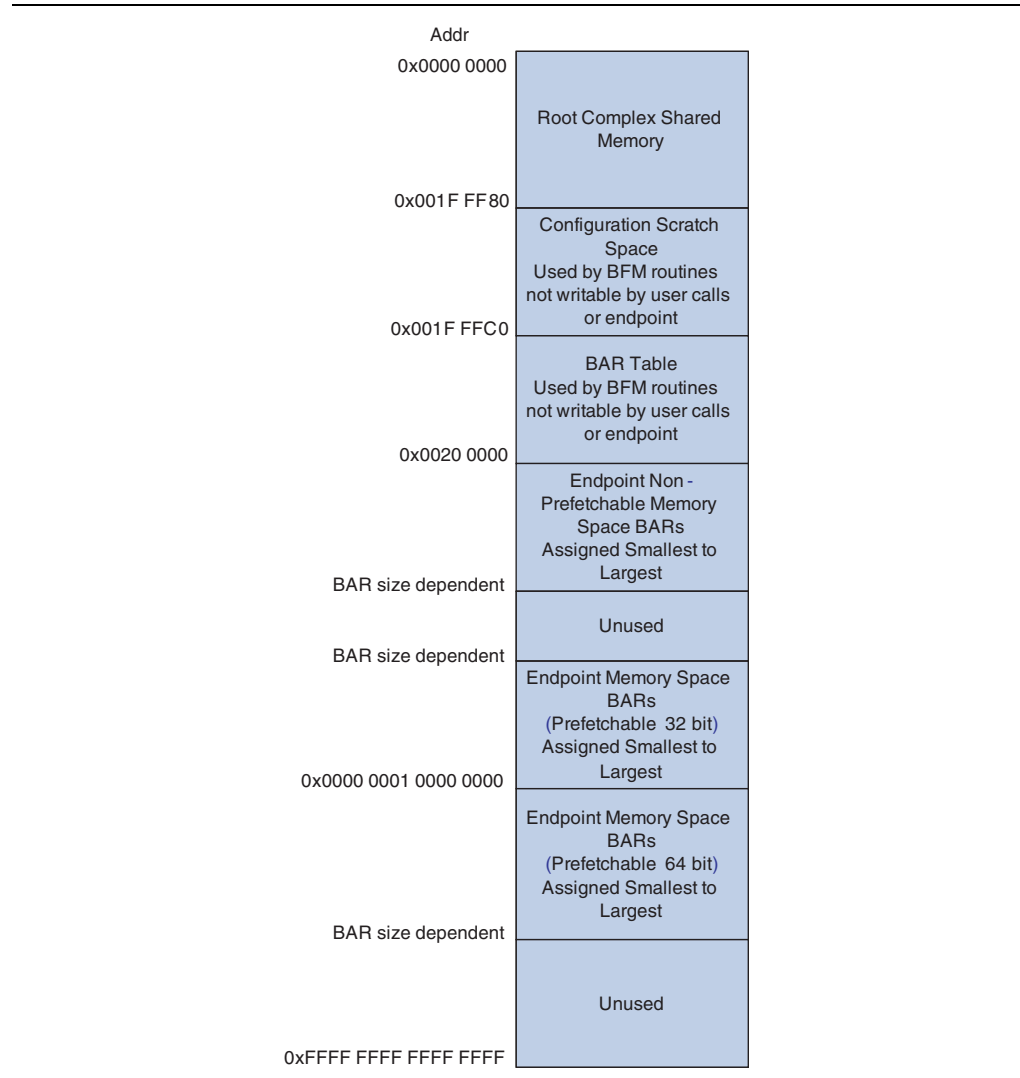 Addr
0x0000 0000
Root Complex Shared
Memory
0x001F FF80
Configuration Scratch
Space
Used by BFM routines
not writable by user calls
or endpoint
0x001F FFC0
BAR Table
Used by BFM routines
not writable by user calls
or endpoint
0x0020 0000
Endpoint Non -
Prefetchable Memory
Space BARs
Assigned Smallest to
Largest
BAR size dependent
Unused
BAR size dependent
Endpoint Memory Space
BARs
(Prefetchable 32 bit)
Assigned Smallest to
Largest
0x0000 0001 0000 0000
Endpoint Memory Space
BARs
(Prefetchable 64 bit)
Assigned Smallest to
Largest
BAR size dependent
Unused
0xFFFF FFFF FFFF FFFF